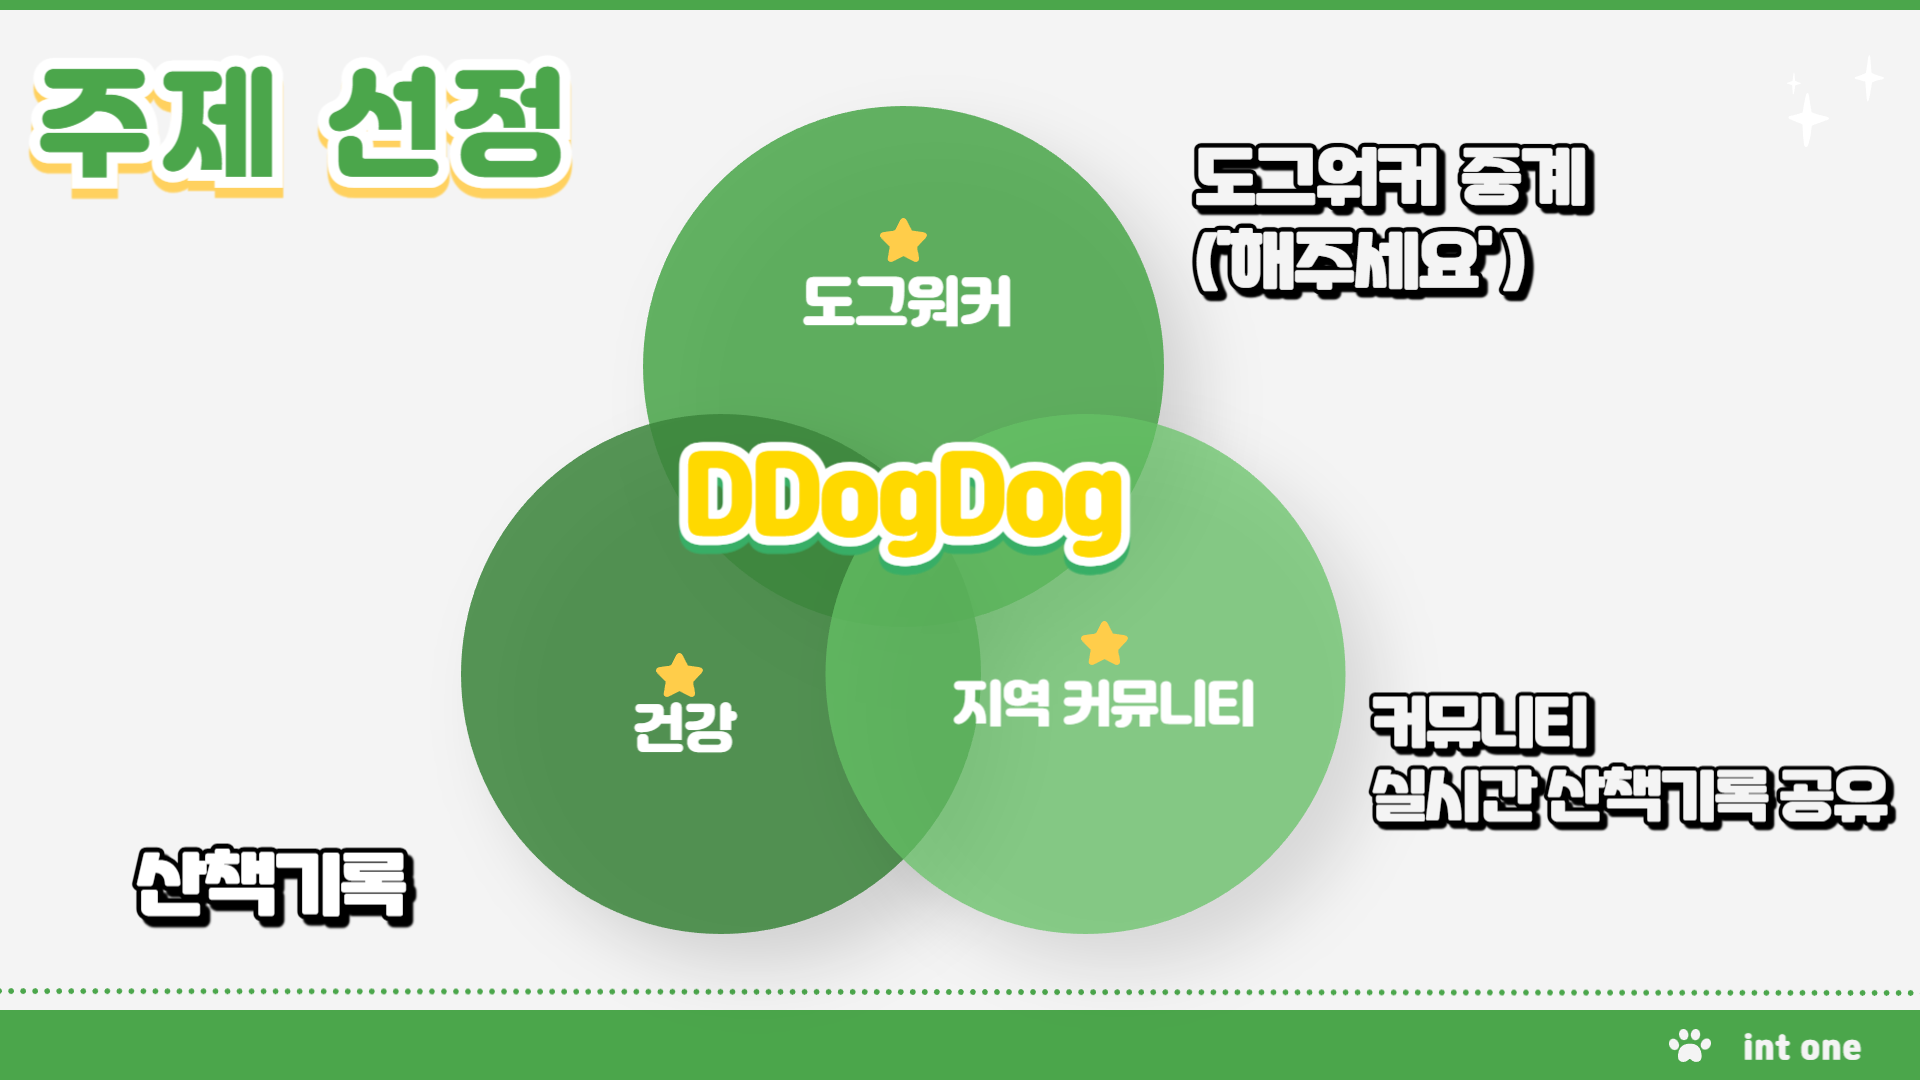 주제 선정
도그워커
도그워커 중계
('해주세요')
DDogDog
건강
지역 커뮤니티
커뮤니티
실시간 산책기록 공유
산책기록
int one